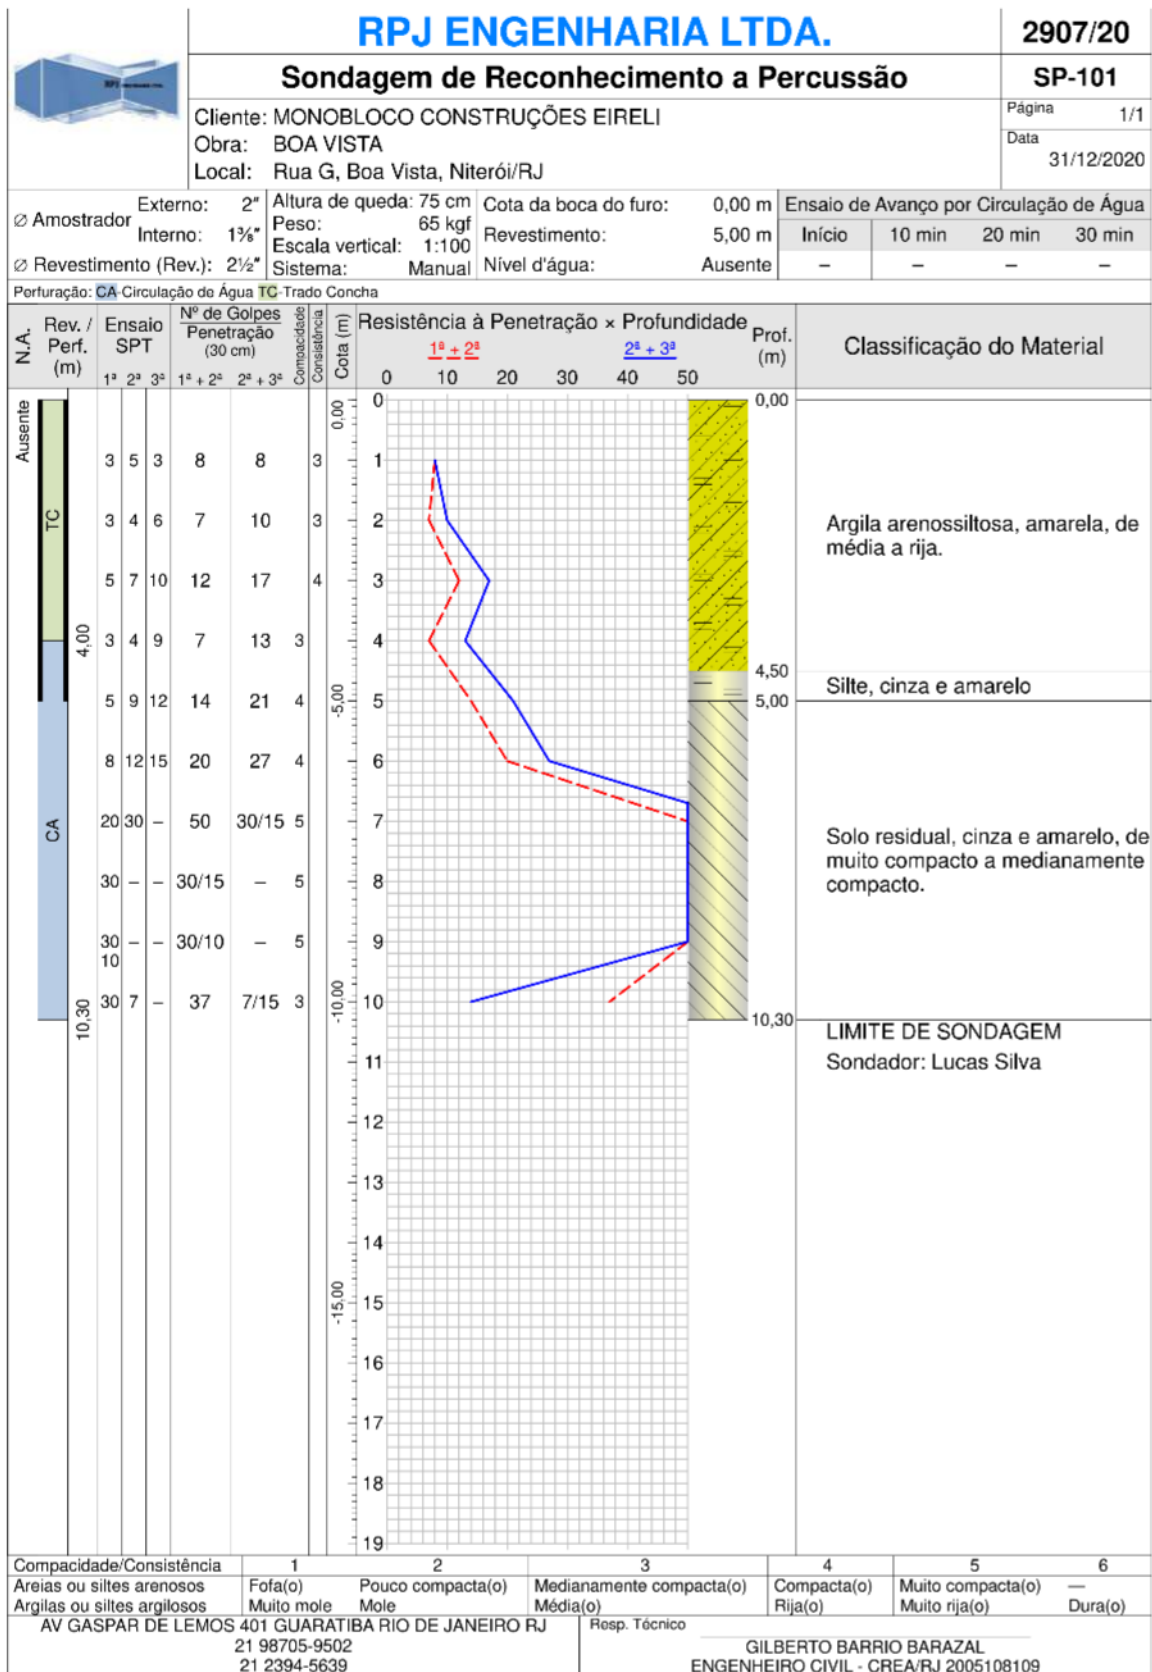 RPJ ENGENHARIA LTDA.
2907/20
Sondagem de Reconhecimento a Percussão
SP-101
Cliente: MONOBLOCO CONSTRUÇÕES EIRELI
Obra: BOA VISTA
Local: Rua G, Boa Vista, Niterói/RJ
Página 1/1
Data
31/12/2020
Ø Amostrador Externo: 2" Interno: 1⅜"
Ø Revestimento (Rev.): 2½"
Altura de queda: 75 cm
Peso: 65 kgf
Escala vertical: 1:100
Sistema: Manual
Cota da boca do furo: 0,00 m
Revestimento: 5,00 m
Nível d'água: Ausente
Ensaio de Avanço por Circulação de Água
Início 10 min 20 min 30 min
– – – –
Perfuração: CA-Circulação de Água TC-Trado Concha
N.A.
Rev. / Perf. (m)
Ensaio SPT
1ª 2ª 3ª
Nº de Golpes
Penetração
(30 cm)
1ª + 2ª 2ª + 3ª
Compacidade
Consistência
Cota (m)
Resistência à Penetração × Profundidade
1ª + 2ª 2ª + 3ª
0 10 20 30 40 50
Prof. (m)
Classificação do Material
Ausente
TC
4,00
CA
10,30
3 5 3 8 8 3
3 4 6 7 10 3
5 7 10 12 17 4
3 4 9 7 13 3
5 9 12 14 21 4
8 12 15 20 27 4
20 30 – 50 30/15 5
30 – – 30/15 – 5
30 – – 30/10 – 5
10
30 7 – 37 7/15 3
0,00
-5,00
-10,00
-15,00
0
1
2
3
4
5
6
7
8
9
10
11
12
13
14
15
16
17
18
19
0,00
4,50
5,00
10,30
Argila arenossiltosa, amarela, de
média a rija.
Silte, cinza e amarelo
Solo residual, cinza e amarelo, de
muito compacto a medianamente
compacto.
LIMITE DE SONDAGEM
Sondador: Lucas Silva
Compacidade/Consistência 1 2 3 4 5 6
Areias ou siltes arenosos Fofa(o) Pouco compacta(o) Medianamente compacta(o) Compacta(o) Muito compacta(o) —
Argilas ou siltes argilosos Muito mole Mole Média(o) Rija(o) Muito rija(o) Dura(o)
AV GASPAR DE LEMOS 401 GUARATIBA RIO DE JANEIRO RJ
21 98705-9502
21 2394-5639
Resp. Técnico
GILBERTO BARRIO BARAZAL
ENGENHEIRO CIVIL - CREA/RJ 2005108109